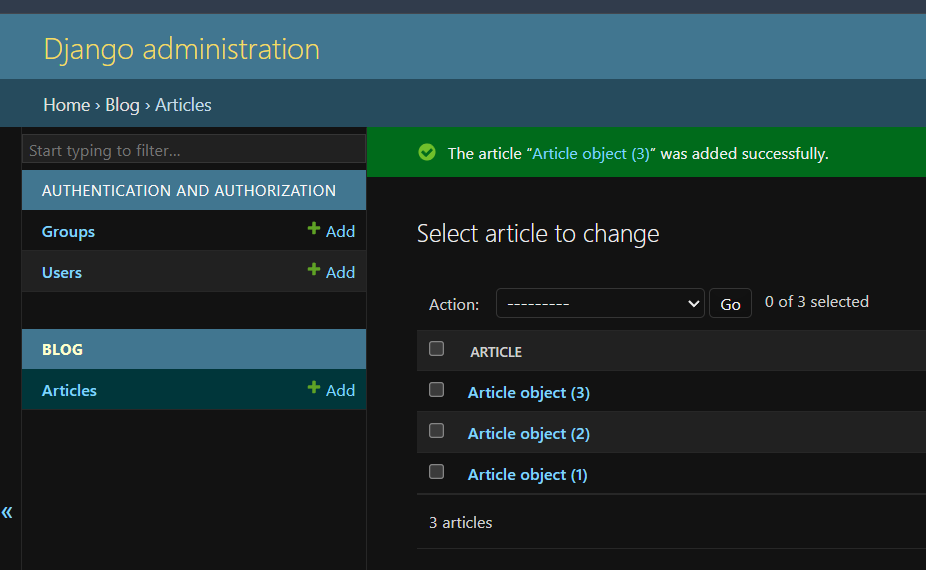 Django administration
Home › Blog › Articles
Start typing to filter...
AUTHENTICATION AND AUTHORIZATION
Groups + Add
Users + Add
BLOG
Articles + Add
«
The article “Article object (3)” was added successfully.
Select article to change
Action: --------- Go 0 of 3 selected
ARTICLE
Article object (3)
Article object (2)
Article object (1)
3 articles